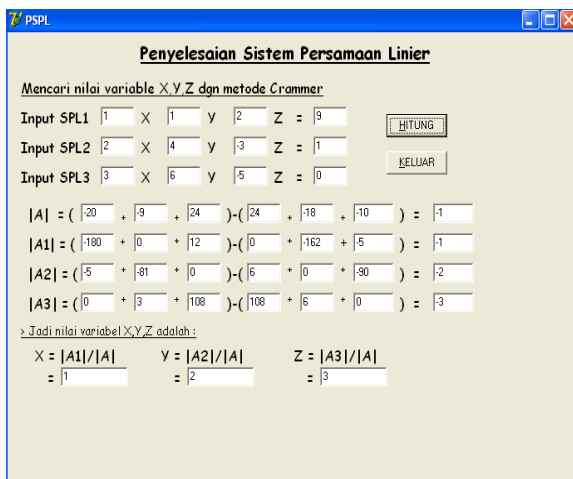 PSPL
Penyelesaian Sistem Persamaan Linier
Mencari nilai variable X,Y,Z dgn metode Crammer
Input SPL1 1 X 1 Y 2 Z = 9
HITUNG
Input SPL2 2 X 4 Y -3 Z = 1
KELUAR
Input SPL3 3 X 6 Y -5 Z = 0
|A| = ( -20 + -9 + 24 )-( 24 + -18 + -10 ) = -1
|A1| = ( -180 + 0 + 12 )-( 0 + -162 + -5 ) = -1
|A2| = ( -5 + -81 + 0 )-( 6 + 0 + -90 ) = -2
|A3| = ( 0 + 3 + 108 )-( 108 + 6 + 0 ) = -3
> Jadi nilai variabel X,Y,Z adalah :
X = |A1|/|A| Y = |A2|/|A| Z = |A3|/|A|
= 1 = 2 = 3